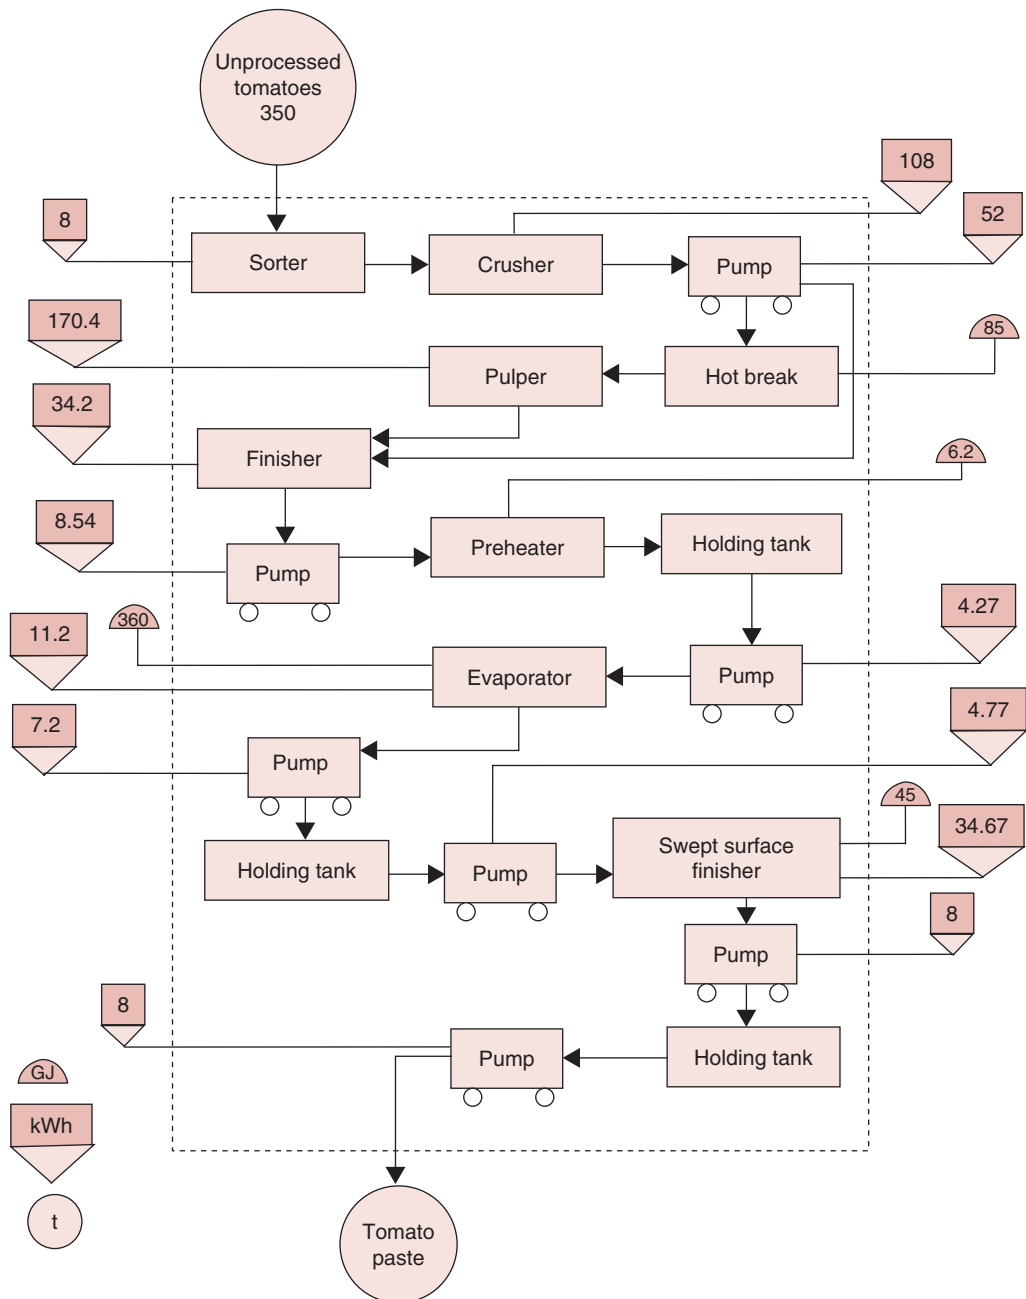 Unprocessed
tomatoes
350
108
8
52
Sorter
Crusher
Pump
170.4
85
Pulper
Hot break
34.2
Finisher
6.2
8.54
Pump
Preheater
Holding tank
360
11.2
4.27
Evaporator
Pump
7.2
4.77
Pump
45
34.67
Holding tank
Pump
Swept surface
finisher
8
Pump
8
Pump
Holding tank
GJ
kWh
t
Tomato
paste